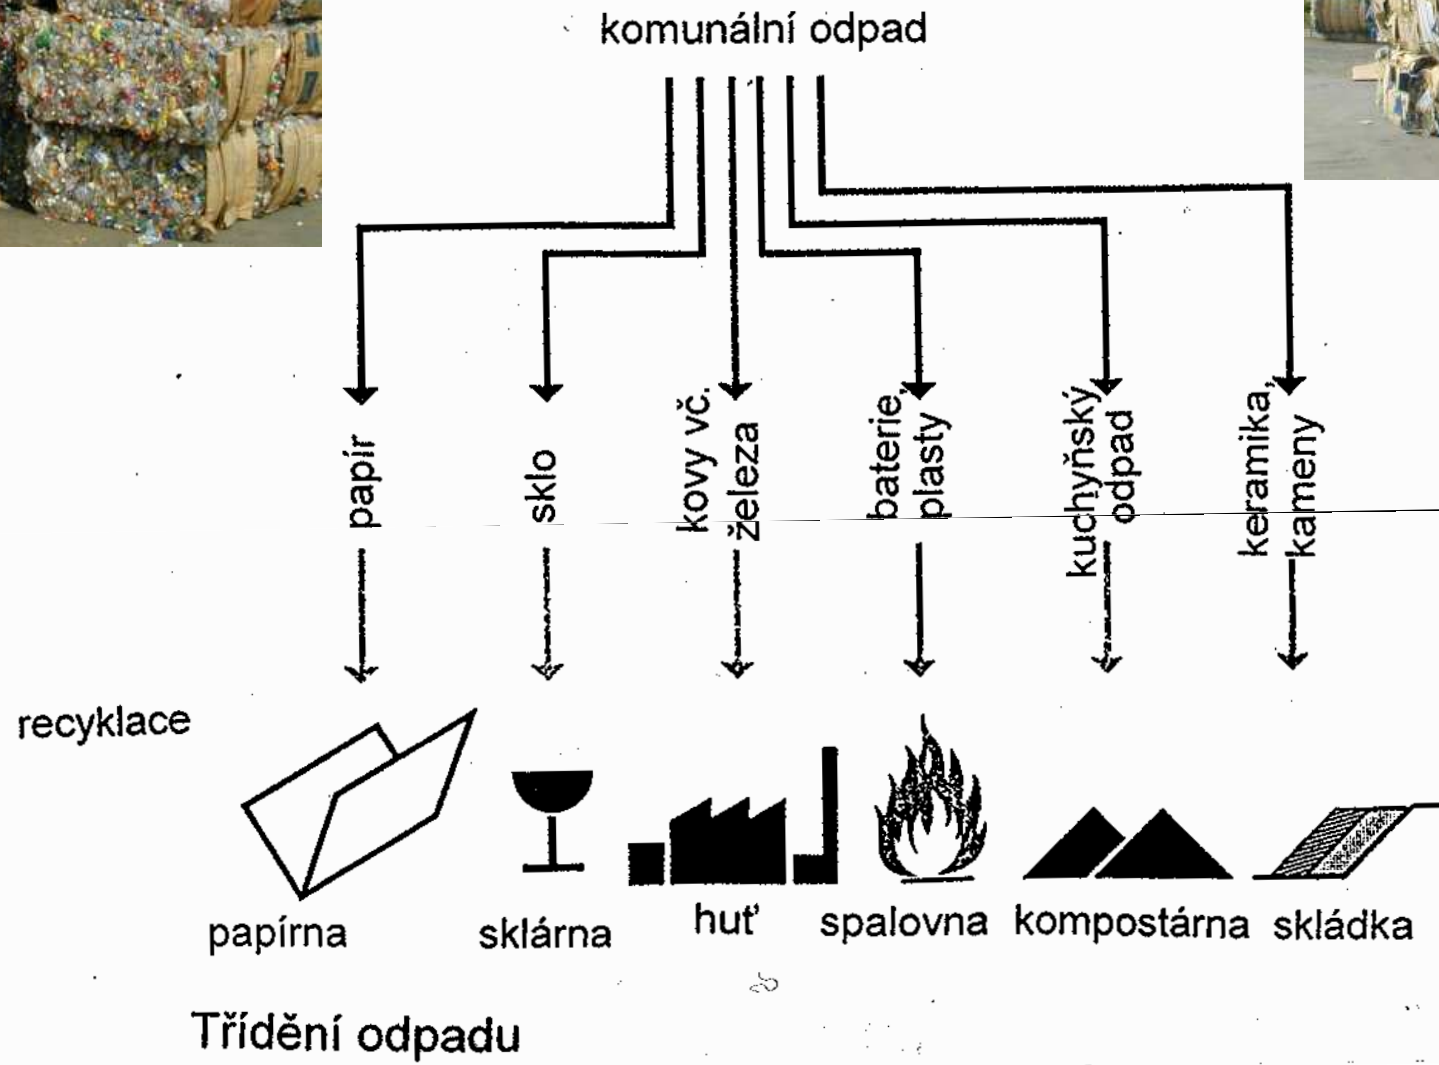 komunální odpad
papír
sklo
kovy vč.
železa
baterie,
plasty
kuchyňský
odpad
keramika,
kameny
recyklace
papírna
sklárna
huť
spalovna
kompostárna
skládka
Třídění odpadu